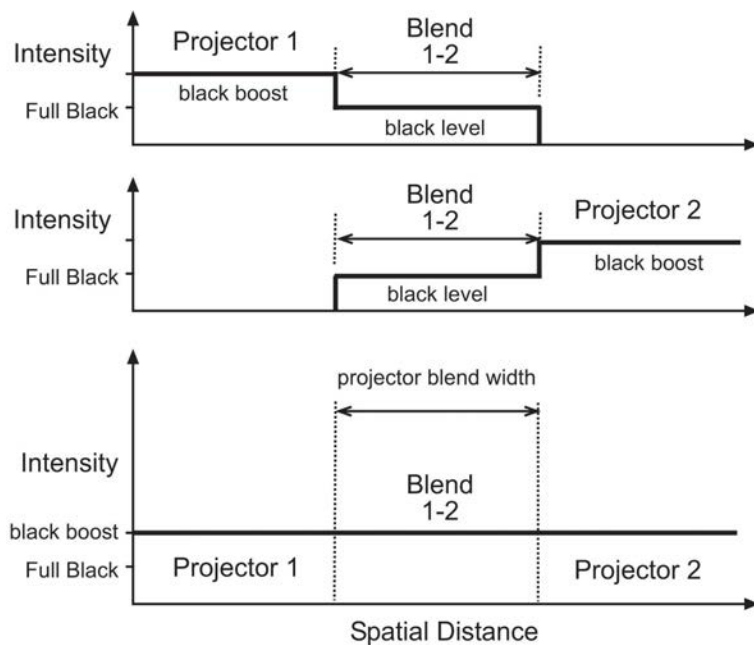 Projector 1
Blend
1-2
Intensity
black boost
Full Black
black level
Blend
1-2
Projector 2
Intensity
black boost
Full Black
black level
projector blend width
Intensity
Blend
1-2
black boost
Full Black
Projector 1
Projector 2
Spatial Distance